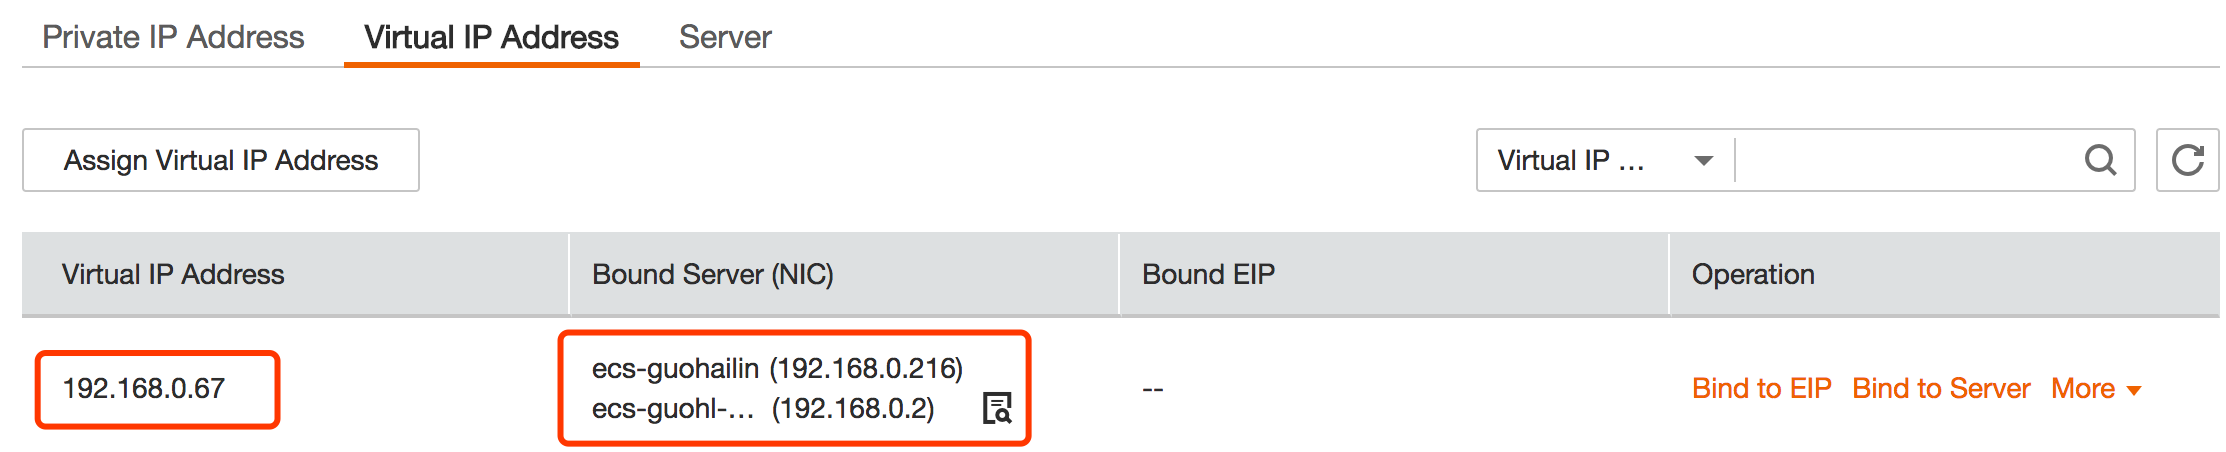 Private IP Address Virtual IP Address Server
Assign Virtual IP Address Virtual IP ...
Virtual IP Address Bound Server (NIC) Bound EIP Operation
ecs-guohailin (192.168.0.216)
192.168.0.67 -- Bind to EIP Bind to Server More
ecs-guohl-... (192.168.0.2)